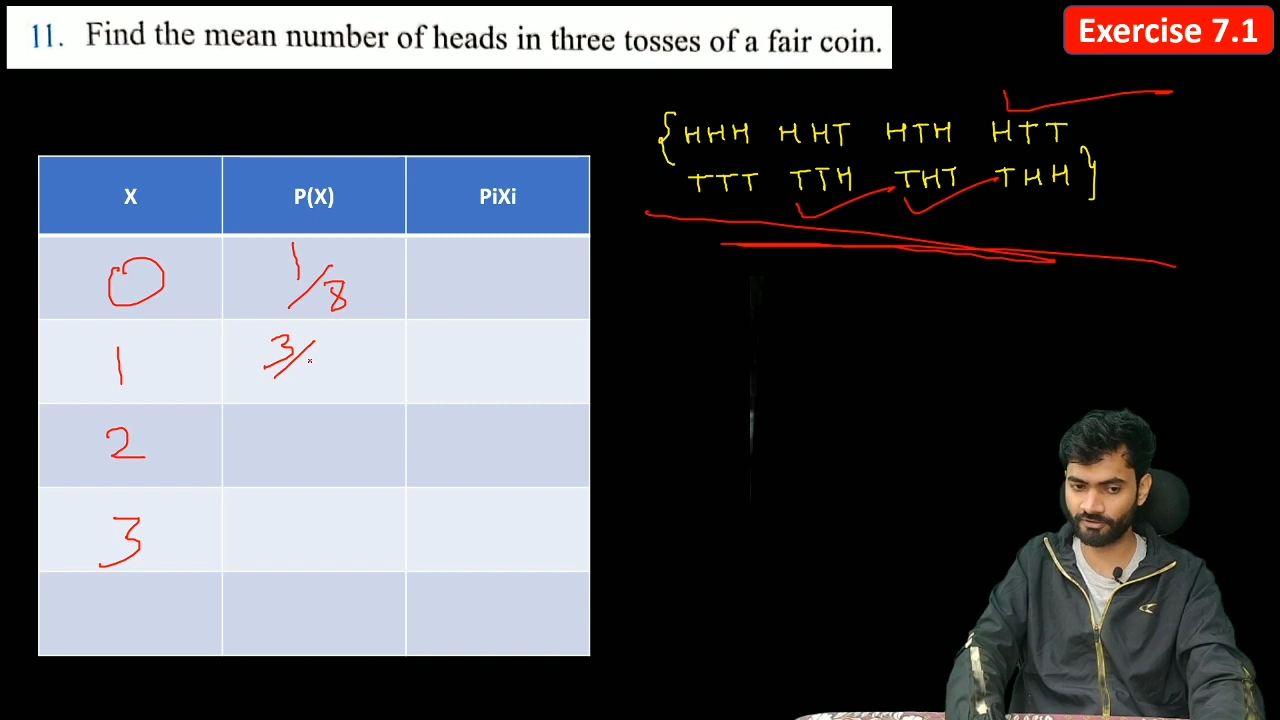 11. Find the mean number of heads in three tosses of a fair coin.
Exercise 7.1
{HHH HHT HTH HTT
TTT TTH THT THH}
X P(X) PiXi
0 1/8
1 3/
2
3